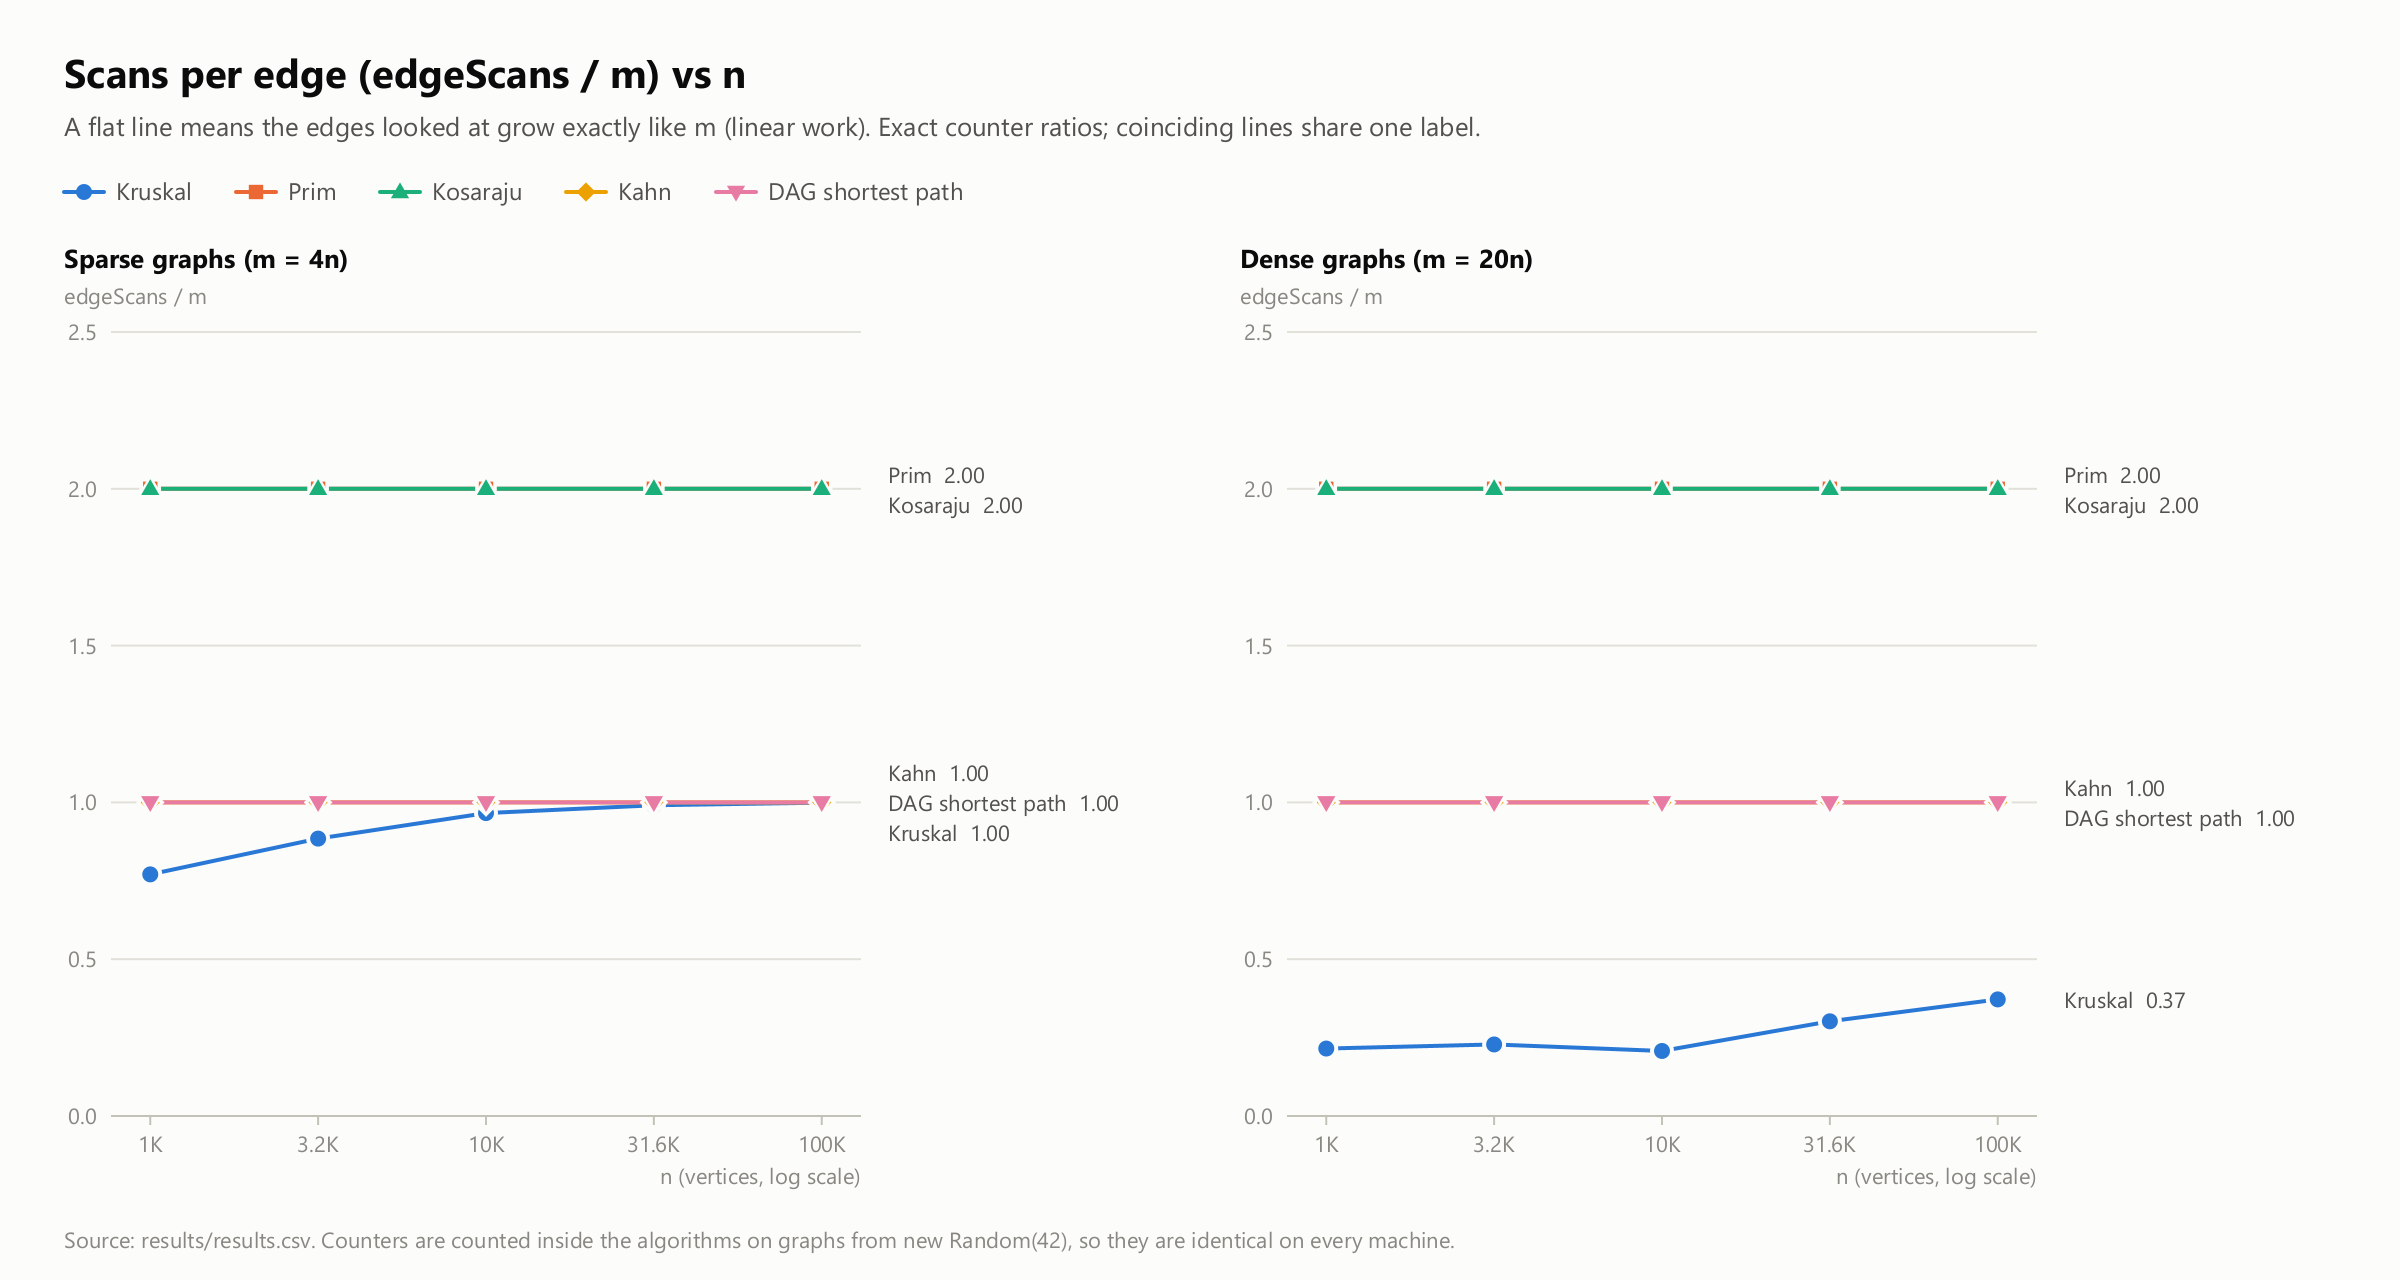 Scans per edge (edgeScans / m) vs n
A flat line means the edges looked at grow exactly like m (linear work). Exact counter ratios; coinciding lines share one label.
Kruskal Prim Kosaraju Kahn DAG shortest path
Sparse graphs (m = 4n)
edgeScans / m
2.5
2.0
1.5
1.0
0.5
0.0
Prim 2.00
Kosaraju 2.00
Kahn 1.00
DAG shortest path 1.00
Kruskal 1.00
1K 3.2K 10K 31.6K 100K
n (vertices, log scale)
Dense graphs (m = 20n)
edgeScans / m
2.5
2.0
1.5
1.0
0.5
0.0
Prim 2.00
Kosaraju 2.00
Kahn 1.00
DAG shortest path 1.00
Kruskal 0.37
1K 3.2K 10K 31.6K 100K
n (vertices, log scale)
Source: results/results.csv. Counters are counted inside the algorithms on graphs from new Random(42), so they are identical on every machine.